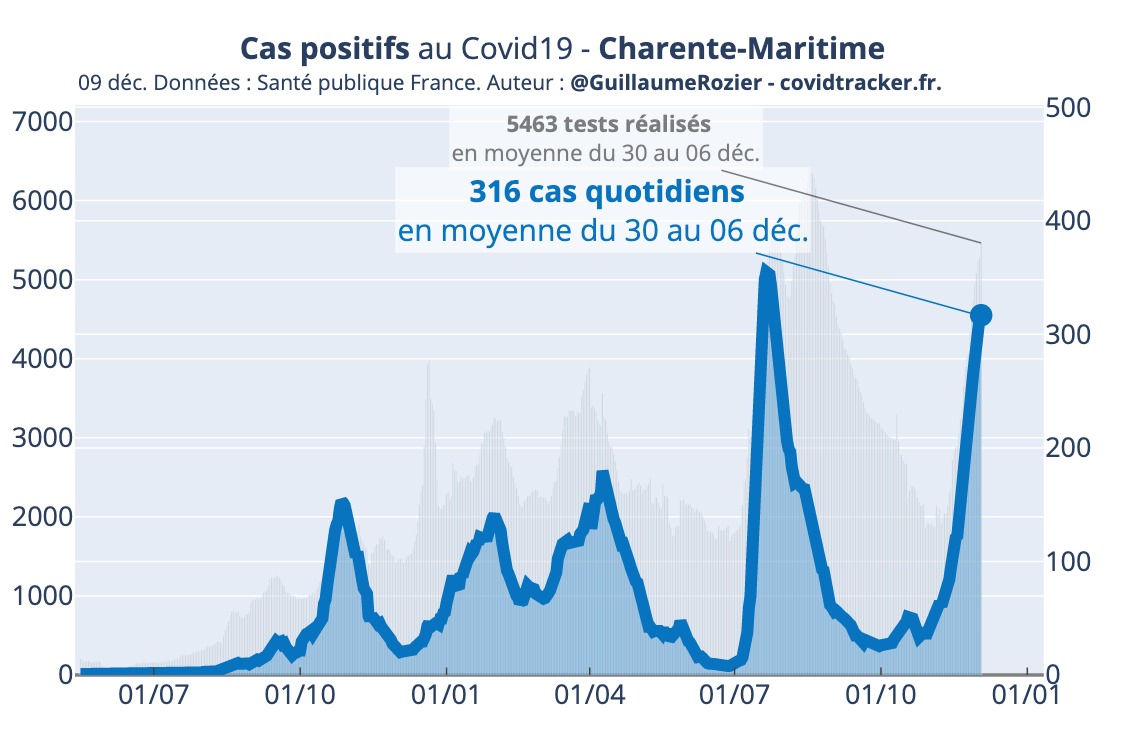 Cas positifs au Covid19 - Charente-Maritime
09 déc. Données : Santé publique France. Auteur : @GuillaumeRozier - covidtracker.fr.
5463 tests réalisés
en moyenne du 30 au 06 déc.
316 cas quotidiens
en moyenne du 30 au 06 déc.
7000
6000
5000
4000
3000
2000
1000
0
500
400
300
200
100
0
01/07 01/10 01/01 01/04 01/07 01/10 01/01